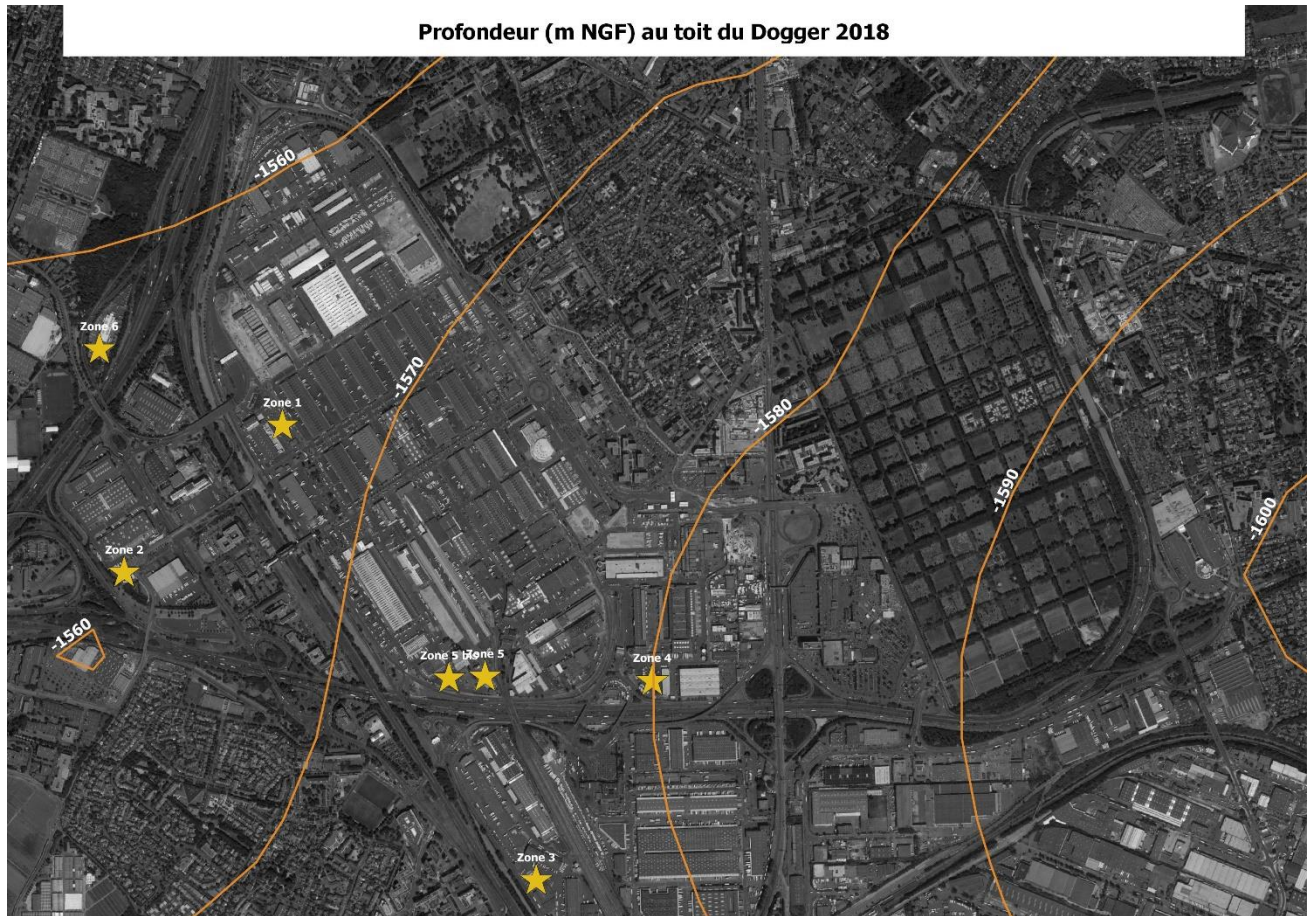 Profondeur (m NGF) au toit du Dogger 2018
-1560
Zone 6
-1570
Zone 1
-1580
-1590
-1600
Zone 2
-1560
Zone 5 bis
Zone 5
Zone 4
Zone 3